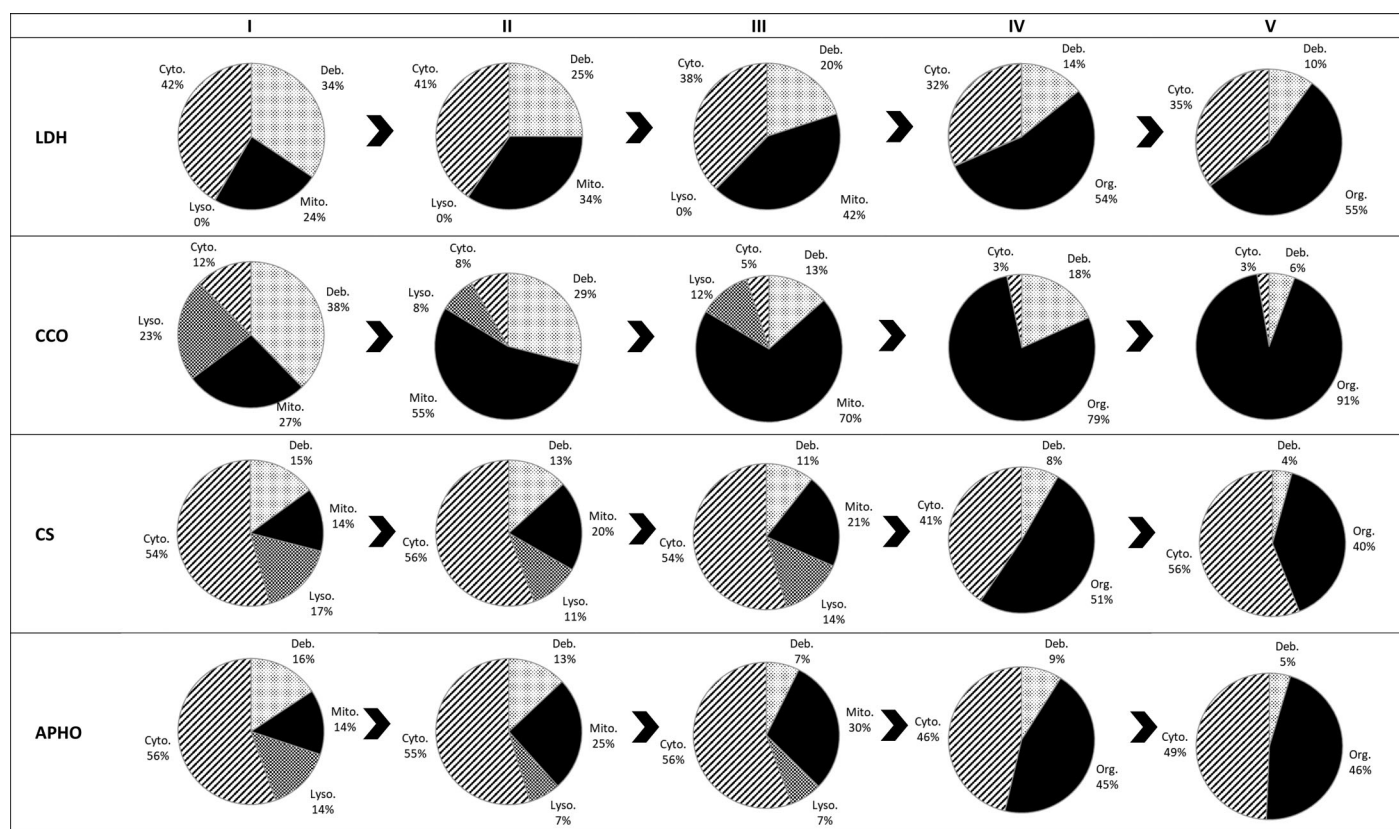 I II III IV V
LDH
Cyto.
42%
Deb.
34%
Lyso.
0%
Mito.
24%
Cyto.
41%
Deb.
25%
Lyso.
0%
Mito.
34%
Cyto.
38%
Deb.
20%
Lyso.
0%
Mito.
42%
Cyto.
32%
Deb.
14%
Org.
54%
Cyto.
35%
Deb.
10%
Org.
55%
CCO
Cyto.
12%
Deb.
38%
Lyso.
23%
Mito.
27%
Cyto.
8%
Deb.
29%
Lyso.
8%
Mito.
55%
Cyto.
5%
Deb.
13%
Lyso.
12%
Mito.
70%
Cyto.
3%
Deb.
18%
Org.
79%
Cyto.
3%
Deb.
6%
Org.
91%
CS
Deb.
15%
Mito.
14%
Cyto.
54%
Lyso.
17%
Deb.
13%
Mito.
20%
Cyto.
56%
Lyso.
11%
Deb.
11%
Mito.
21%
Cyto.
54%
Lyso.
14%
Deb.
8%
Cyto.
41%
Org.
51%
Deb.
4%
Org.
40%
Cyto.
56%
APHO
Deb.
16%
Mito.
14%
Cyto.
56%
Lyso.
14%
Deb.
13%
Mito.
25%
Cyto.
55%
Lyso.
7%
Deb.
7%
Mito.
30%
Cyto.
56%
Lyso.
7%
Deb.
9%
Cyto.
46%
Org.
45%
Deb.
5%
Cyto.
49%
Org.
46%